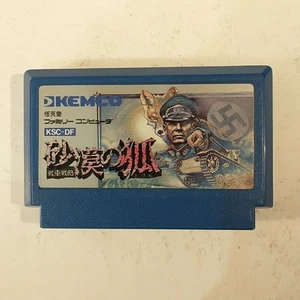 KEMCO
任天堂
ファミリー コンピュータ
KSC-DF
砂漠の狐
戦車戦略